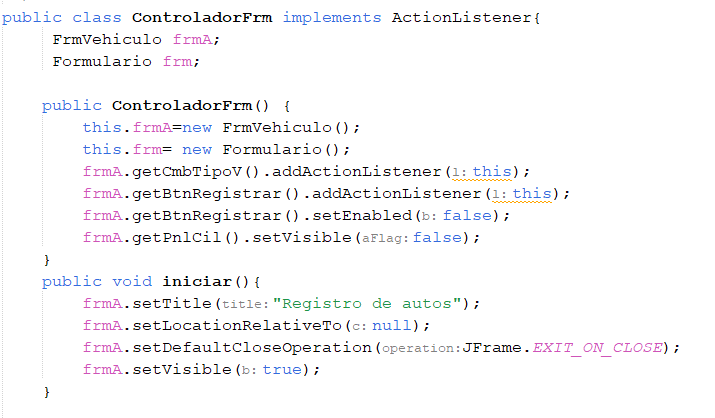 public class ControladorFrm implements ActionListener{
FrmVehiculo frmA;
Formulario frm;
public ControladorFrm() {
this.frmA=new FrmVehiculo();
this.frm= new Formulario();
frmA.getCmbTipoV().addActionListener(l: this);
frmA.getBtnRegistrar().addActionListener(l: this);
frmA.getBtnRegistrar().setEnabled(b: false);
frmA.getPnlCil().setVisible(aFlag: false);
}
public void iniciar(){
frmA.setTitle(title: "Registro de autos");
frmA.setLocationRelativeTo(c: null);
frmA.setDefaultCloseOperation(operation: JFrame.EXIT_ON_CLOSE);
frmA.setVisible(b: true);
}